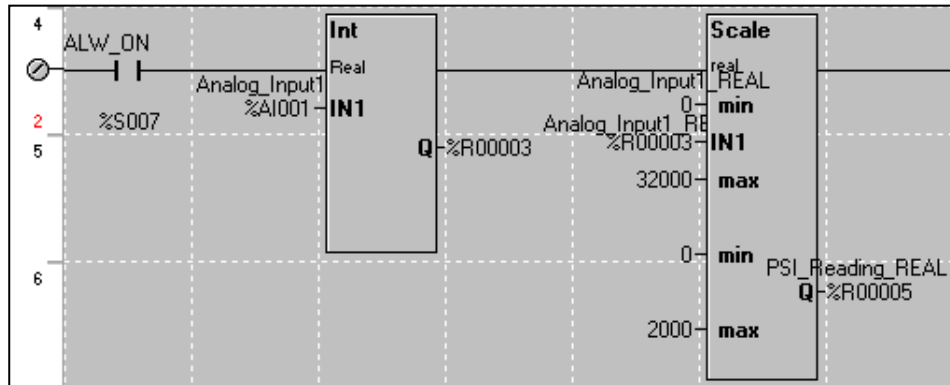 4
ALW_ON
%S007
2
5
6
Int
Real
Analog_Input1
%AI001
IN1
Q
%R00003
Scale
real
Analog_Input1_REAL
0
min
Analog_Input1_RE
%R00003
IN1
32000
max
0
min
PSI_Reading_REAL
Q
%R00005
2000
max